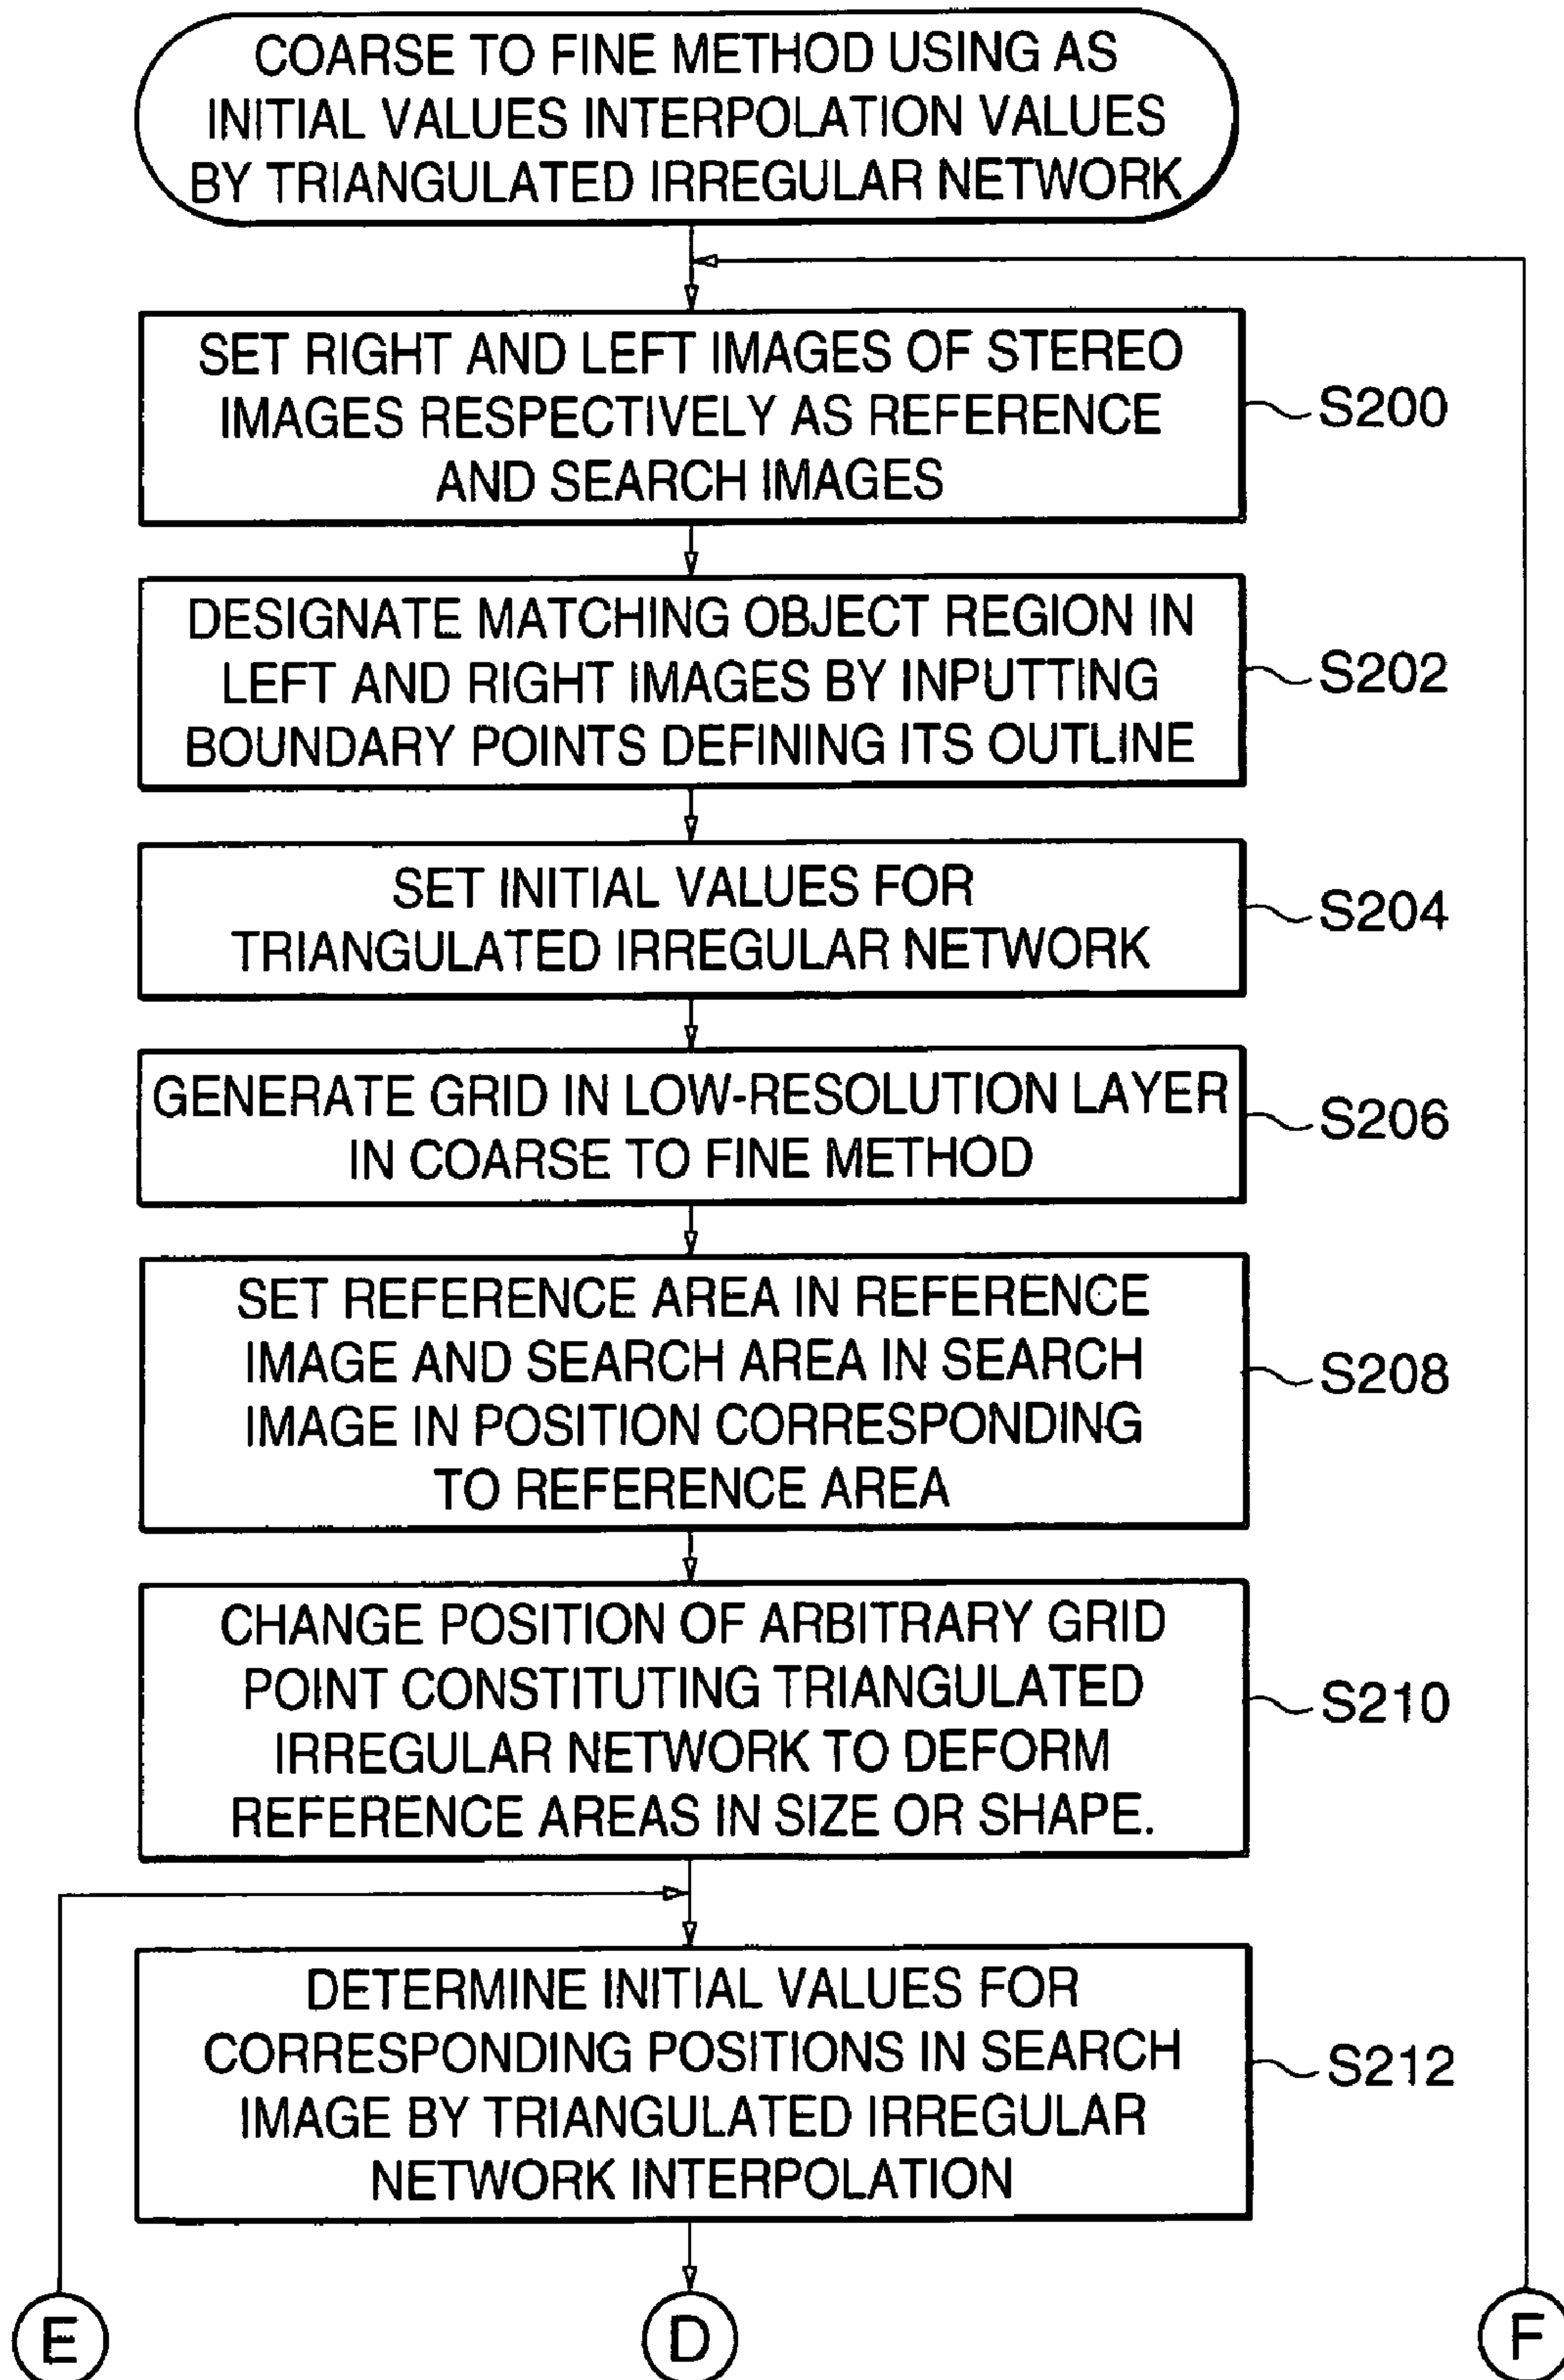 COARSE TO FINE METHOD USING AS
INITIAL VALUES INTERPOLATION VALUES
BY TRIANGULATED IRREGULAR NETWORK
SET RIGHT AND LEFT IMAGES OF STEREO
IMAGES RESPECTIVELY AS REFERENCE
AND SEARCH IMAGES
S200
DESIGNATE MATCHING OBJECT REGION IN
LEFT AND RIGHT IMAGES BY INPUTTING
BOUNDARY POINTS DEFINING ITS OUTLINE
S202
SET INITIAL VALUES FOR
TRIANGULATED IRREGULAR NETWORK
S204
GENERATE GRID IN LOW-RESOLUTION LAYER
IN COARSE TO FINE METHOD
S206
SET REFERENCE AREA IN REFERENCE
IMAGE AND SEARCH AREA IN SEARCH
IMAGE IN POSITION CORRESPONDING
TO REFERENCE AREA
S208
CHANGE POSITION OF ARBITRARY GRID
POINT CONSTITUTING TRIANGULATED
IRREGULAR NETWORK TO DEFORM
REFERENCE AREAS IN SIZE OR SHAPE.
S210
DETERMINE INITIAL VALUES FOR
CORRESPONDING POSITIONS IN SEARCH
IMAGE BY TRIANGULATED IRREGULAR
NETWORK INTERPOLATION
S212
E
D
F